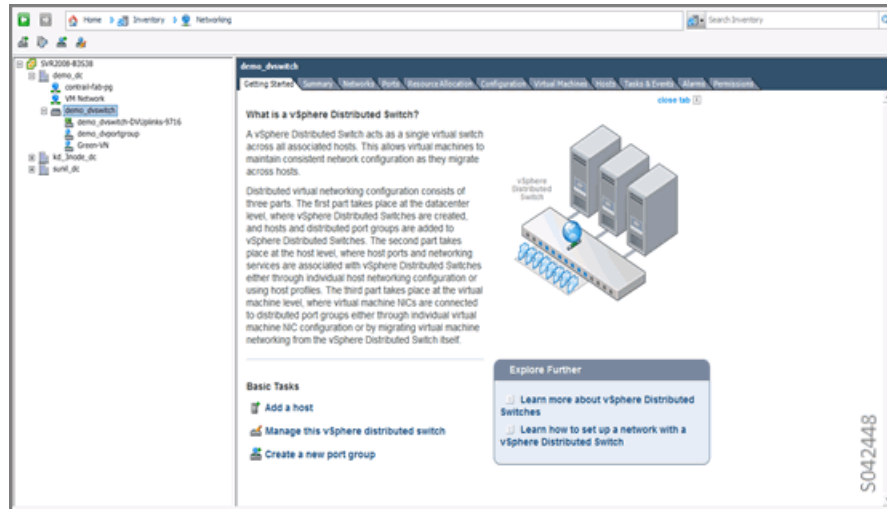 Home Inventory Networking
Search Inventory
SVR2008-B3S38
demo_dc
contrail-fab-pg
VM Network
demo_dvswitch
demo_dvswitch-DVUplinks-9716
demo_dvportgroup
Green-VN
kd_3node_dc
sunil_dc
demo_dvswitch
Getting Started Summary Networks Ports Resource Allocation Configuration Virtual Machines Hosts Tasks & Events Alarms Permissions
close tab
What is a vSphere Distributed Switch?
A vSphere Distributed Switch acts as a single virtual switch
across all associated hosts. This allows virtual machines to
maintain consistent network configuration as they migrate
across hosts.
Distributed virtual networking configuration consists of
three parts. The first part takes place at the datacenter
level, where vSphere Distributed Switches are created,
and hosts and distributed port groups are added to
vSphere Distributed Switches. The second part takes
place at the host level, where host ports and networking
services are associated with vSphere Distributed Switches
either through individual host networking configuration or
using host profiles. The third part takes place at the virtual
machine level, where virtual machine NICs are connected
to distributed port groups either through individual virtual
machine NIC configuration or by migrating virtual machine
networking from the vSphere Distributed Switch itself.
vSphere
Distributed
Switch
Basic Tasks
Add a host
Manage this vSphere distributed switch
Create a new port group
Explore Further
Learn more about vSphere Distributed
Switches
Learn how to set up a network with a
vSphere Distributed Switch
S042448